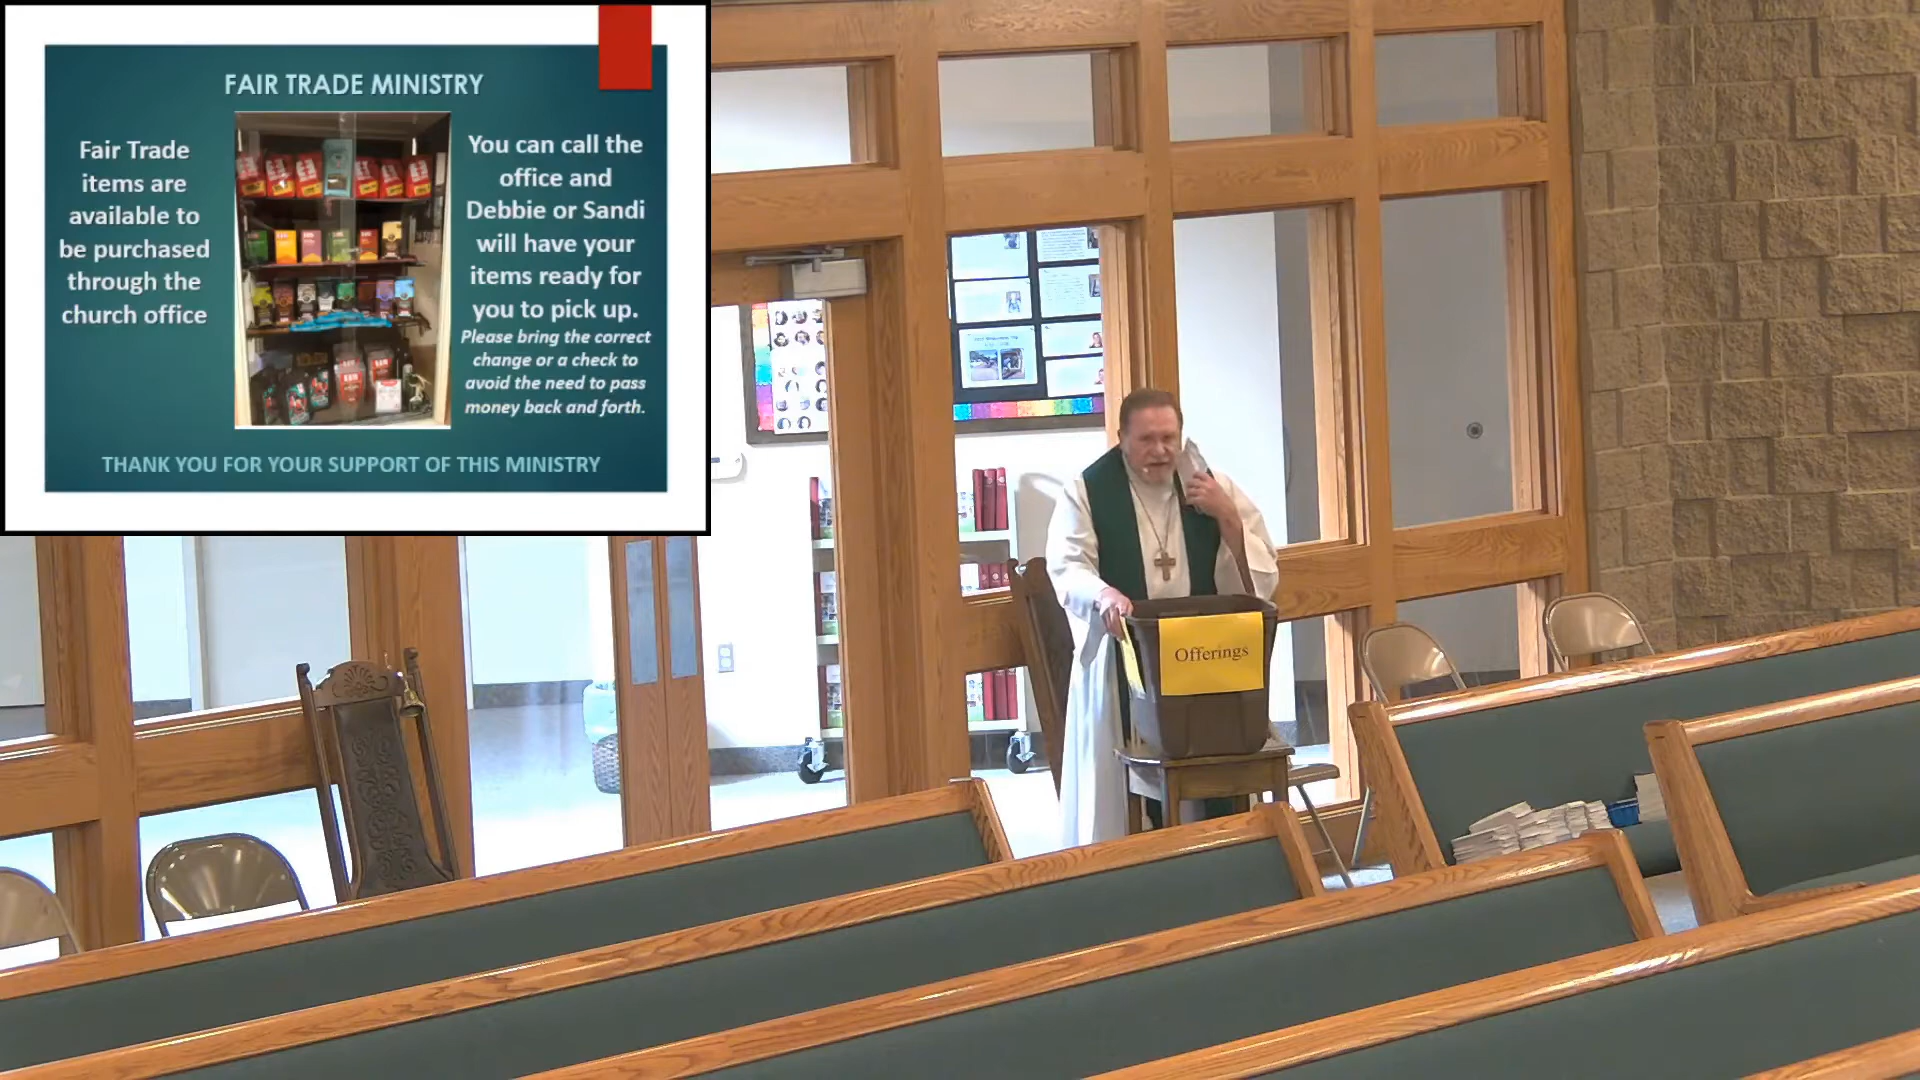 FAIR TRADE MINISTRY
Fair Trade
items are
available to
be purchased
through the
church office
You can call the
office and
Debbie or Sandi
will have your
items ready for
you to pick up.
Please bring the correct
change or a check to
avoid the need to pass
money back and forth.
THANK YOU FOR YOUR SUPPORT OF THIS MINISTRY
Offerings